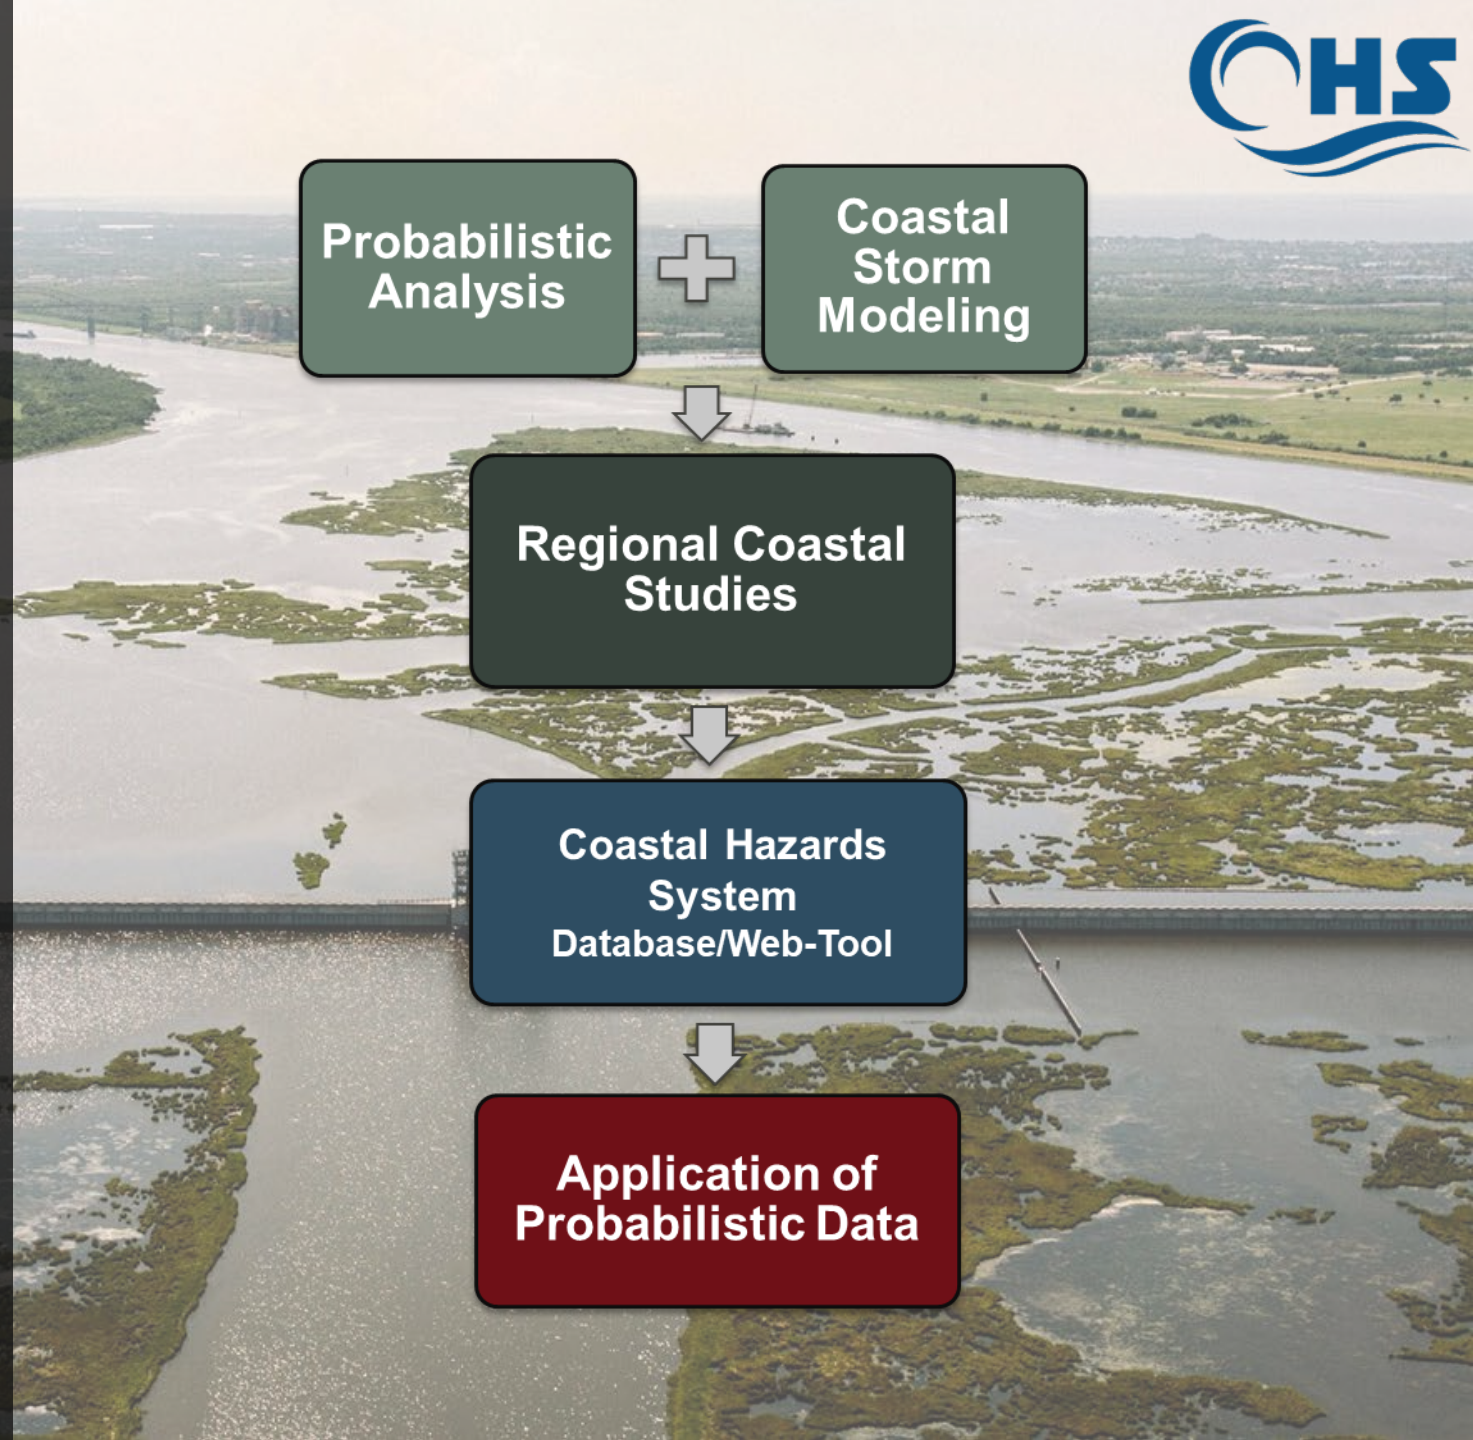 CHS
Probabilistic
Analysis
Coastal
Storm
Modeling
Regional Coastal
Studies
Coastal Hazards
System
Database/Web-Tool
Application of
Probabilistic Data